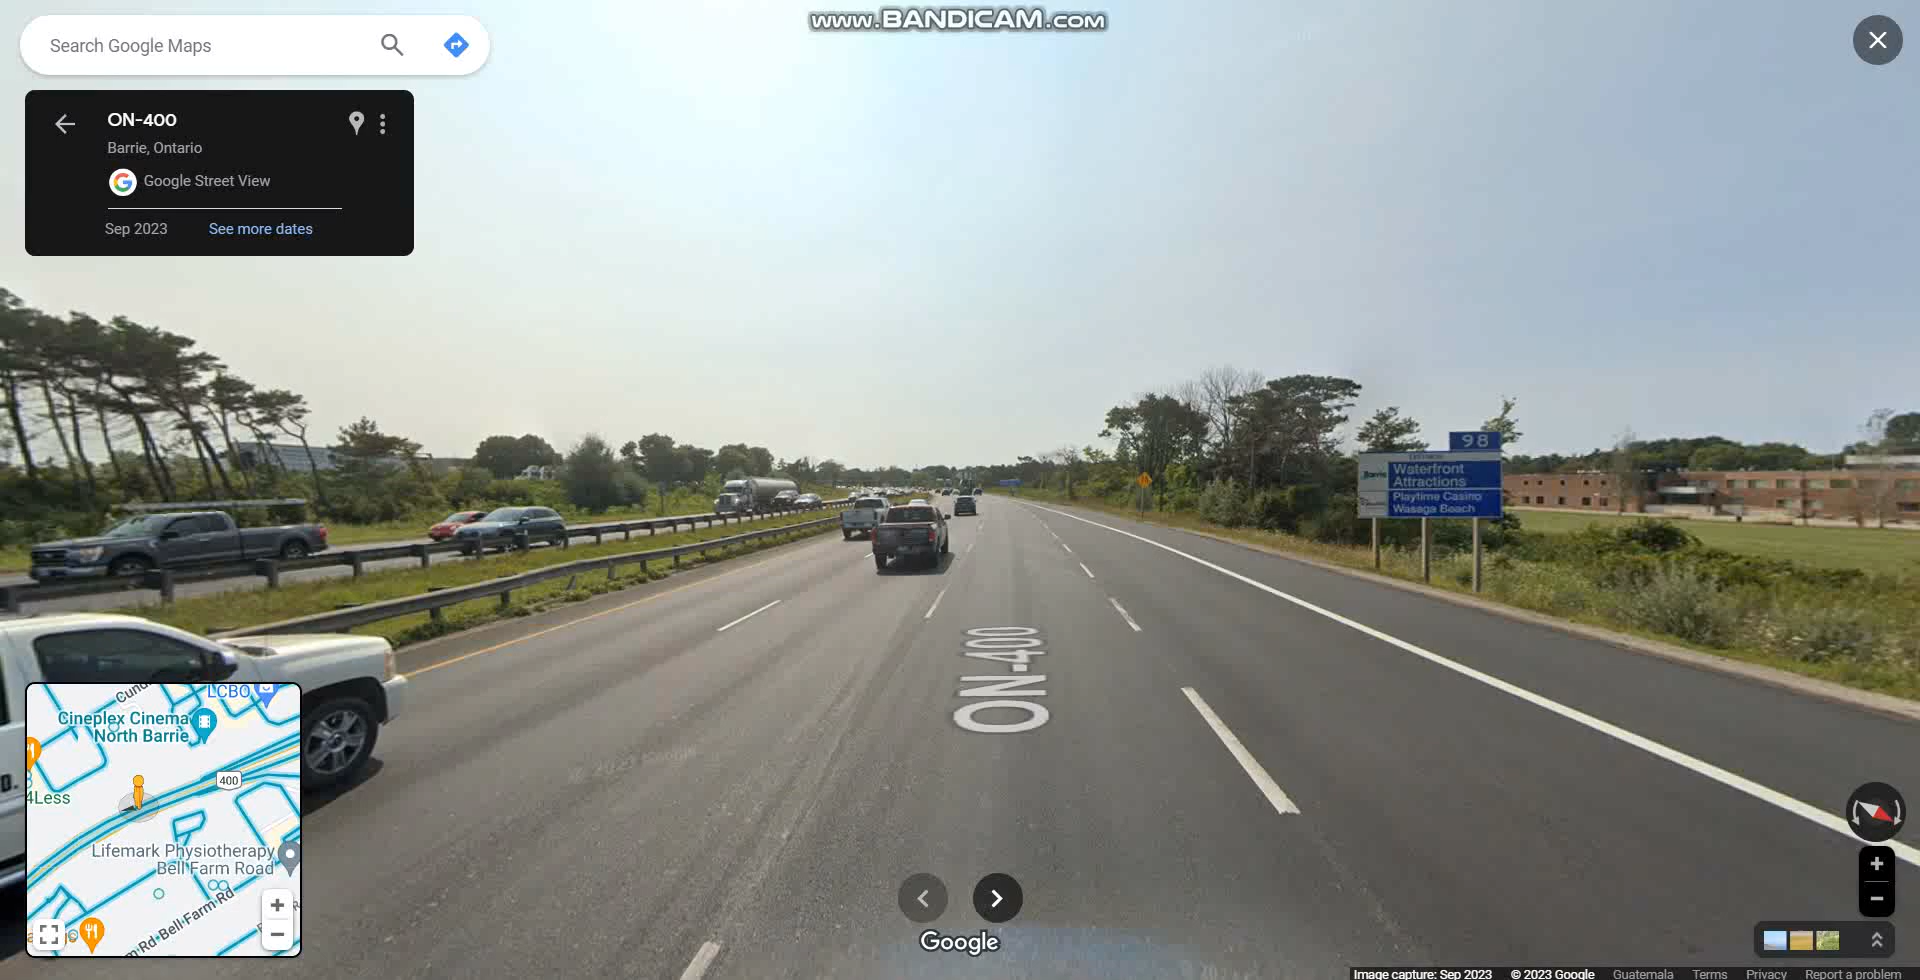 www.BANDICAM.com
Search Google Maps
ON-400
Barrie, Ontario
Google Street View
Sep 2023
See more dates
98
Barrie
Waterfront
Attractions
Playtime Casino
Wasaga Beach
ON-400
LCBO
Cineplex Cinema
North Barrie
400
4Less
Lifemark Physiotherapy
Bell Farm Road
Bell Farm Rd
Google
Image capture: Sep 2023
© 2023 Google
Guatemala
Terms
Privacy
Report a problem